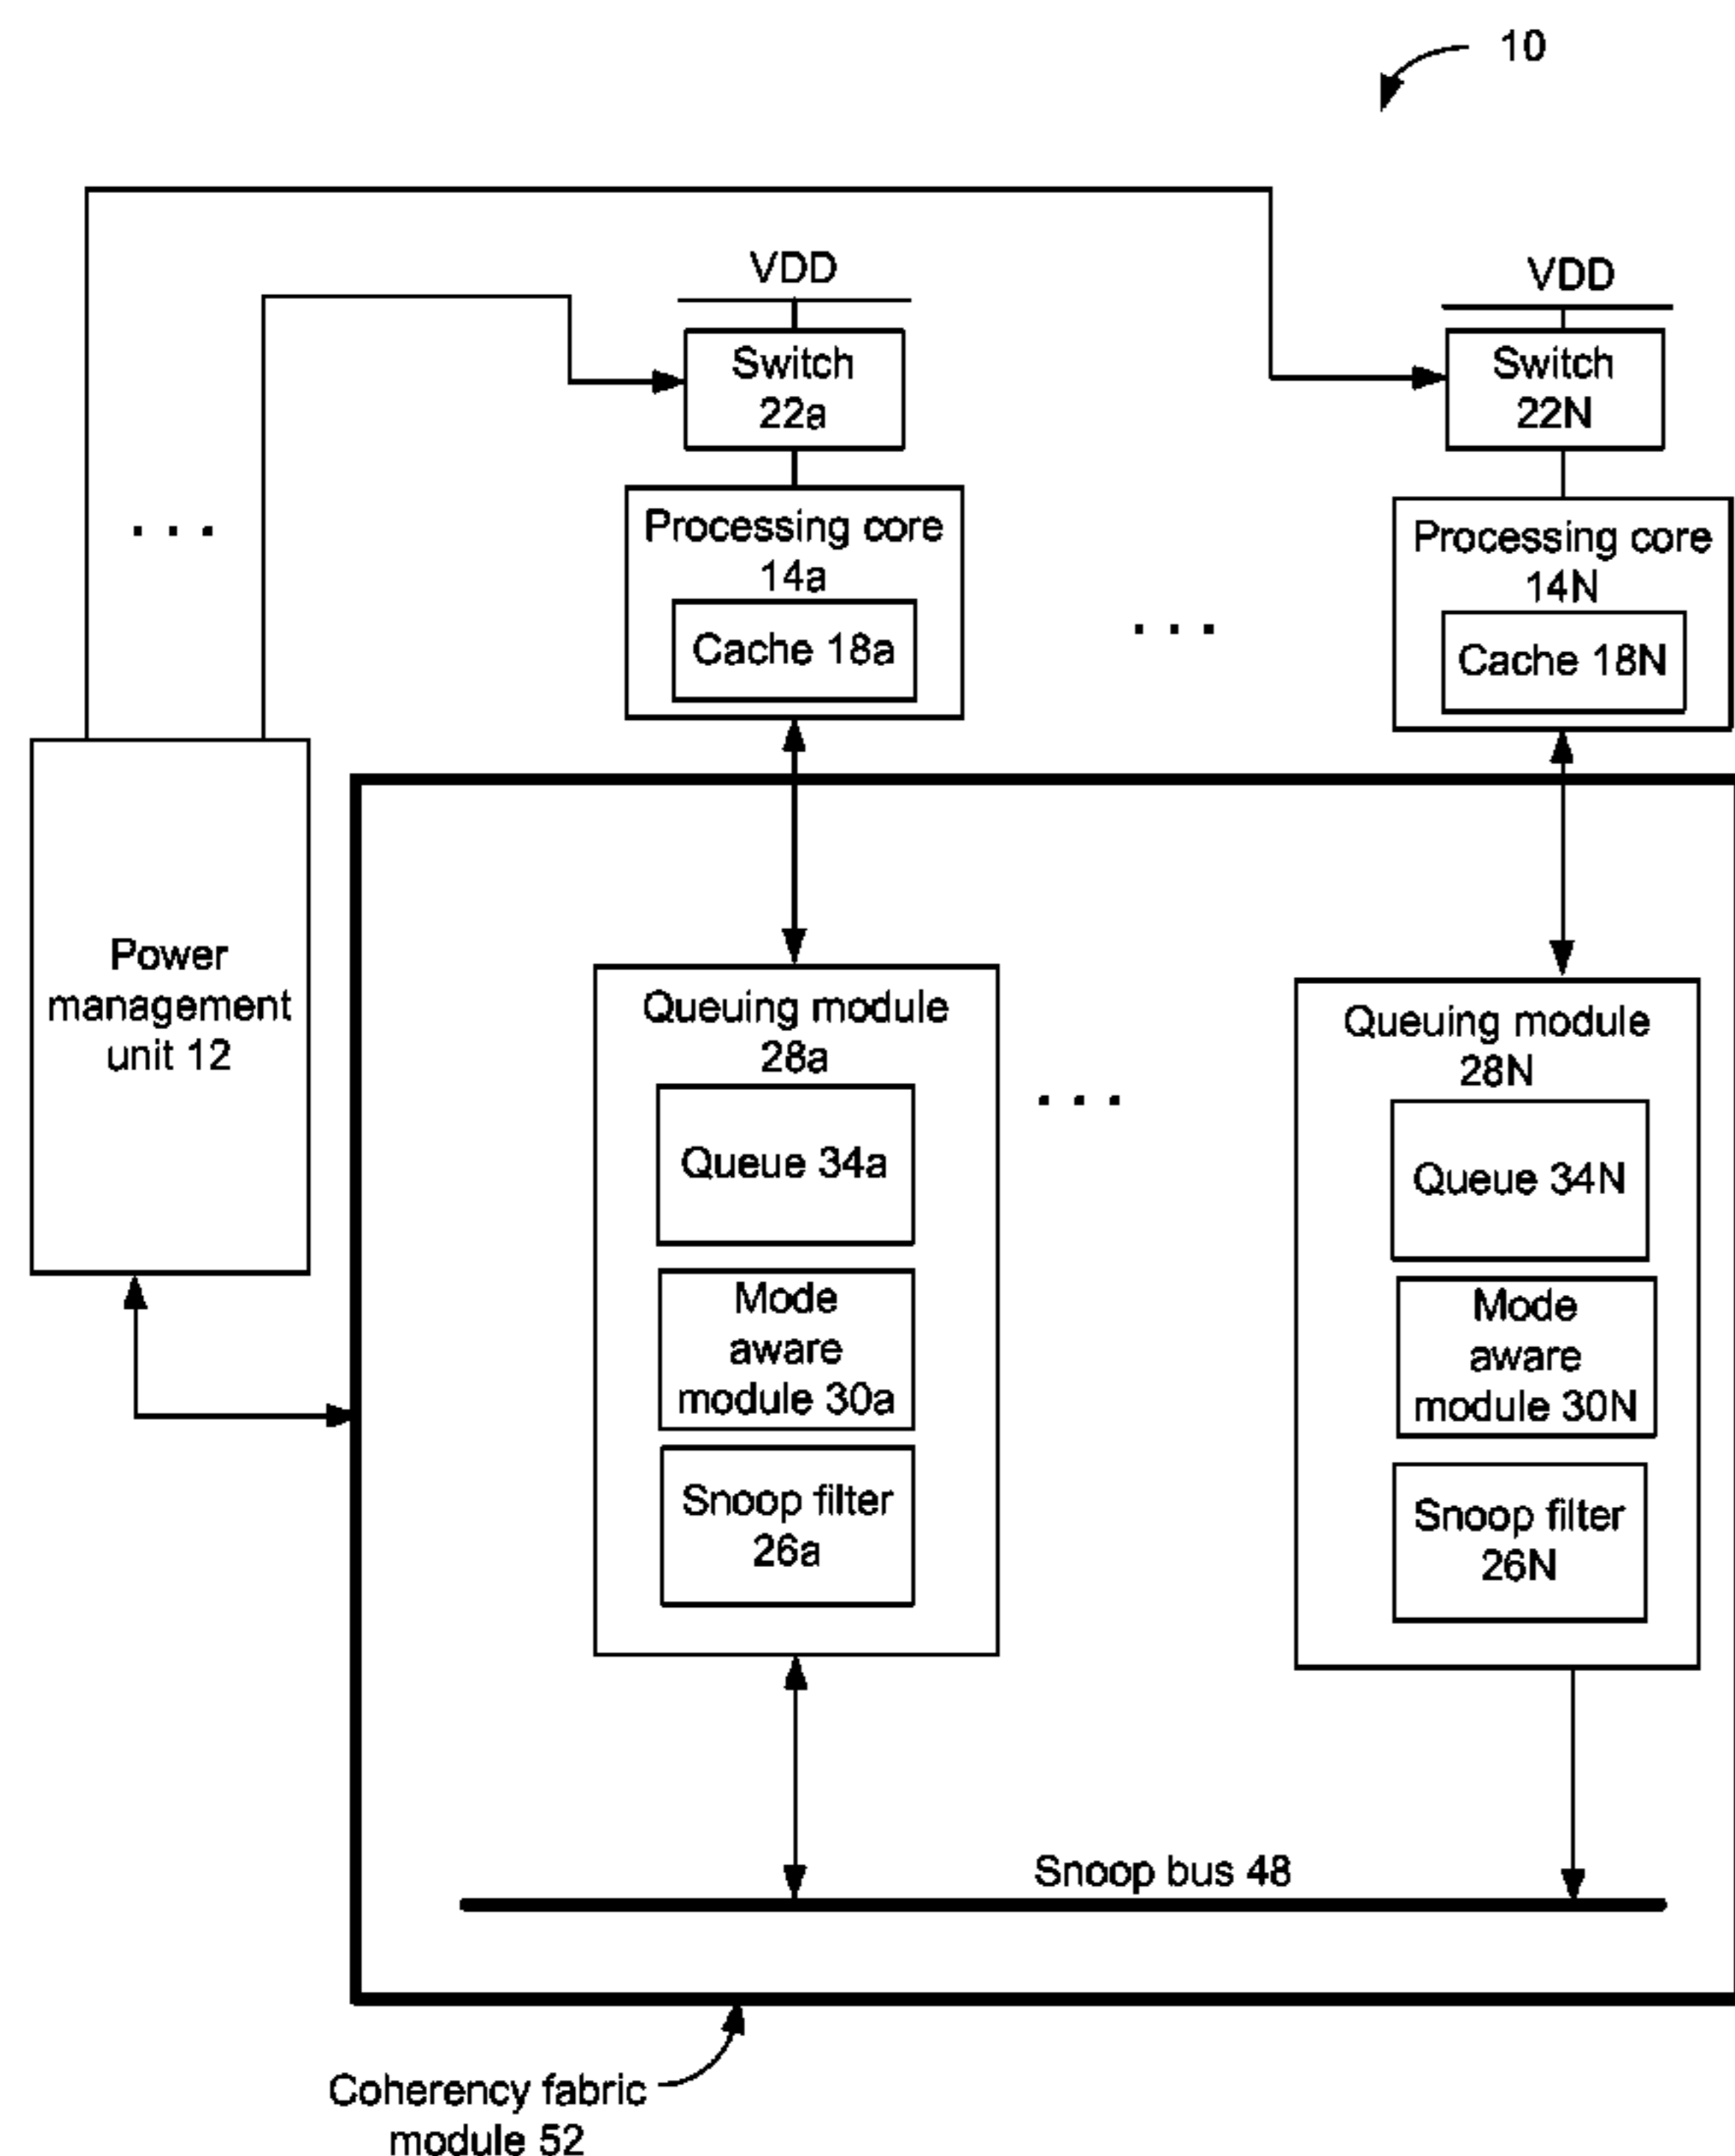 10
VDD
VDD
Switch
22a
Switch
22N
Processing core
14a
Cache 18a
Processing core
14N
Cache 18N
. . .
. . .
Power
management
unit 12
Queuing module
28a
Queue 34a
Mode
aware
module 30a
Snoop filter
26a
. . .
Queuing module
28N
Queue 34N
Mode
aware
module 30N
Snoop filter
26N
Snoop bus 48
Coherency fabric
module 52